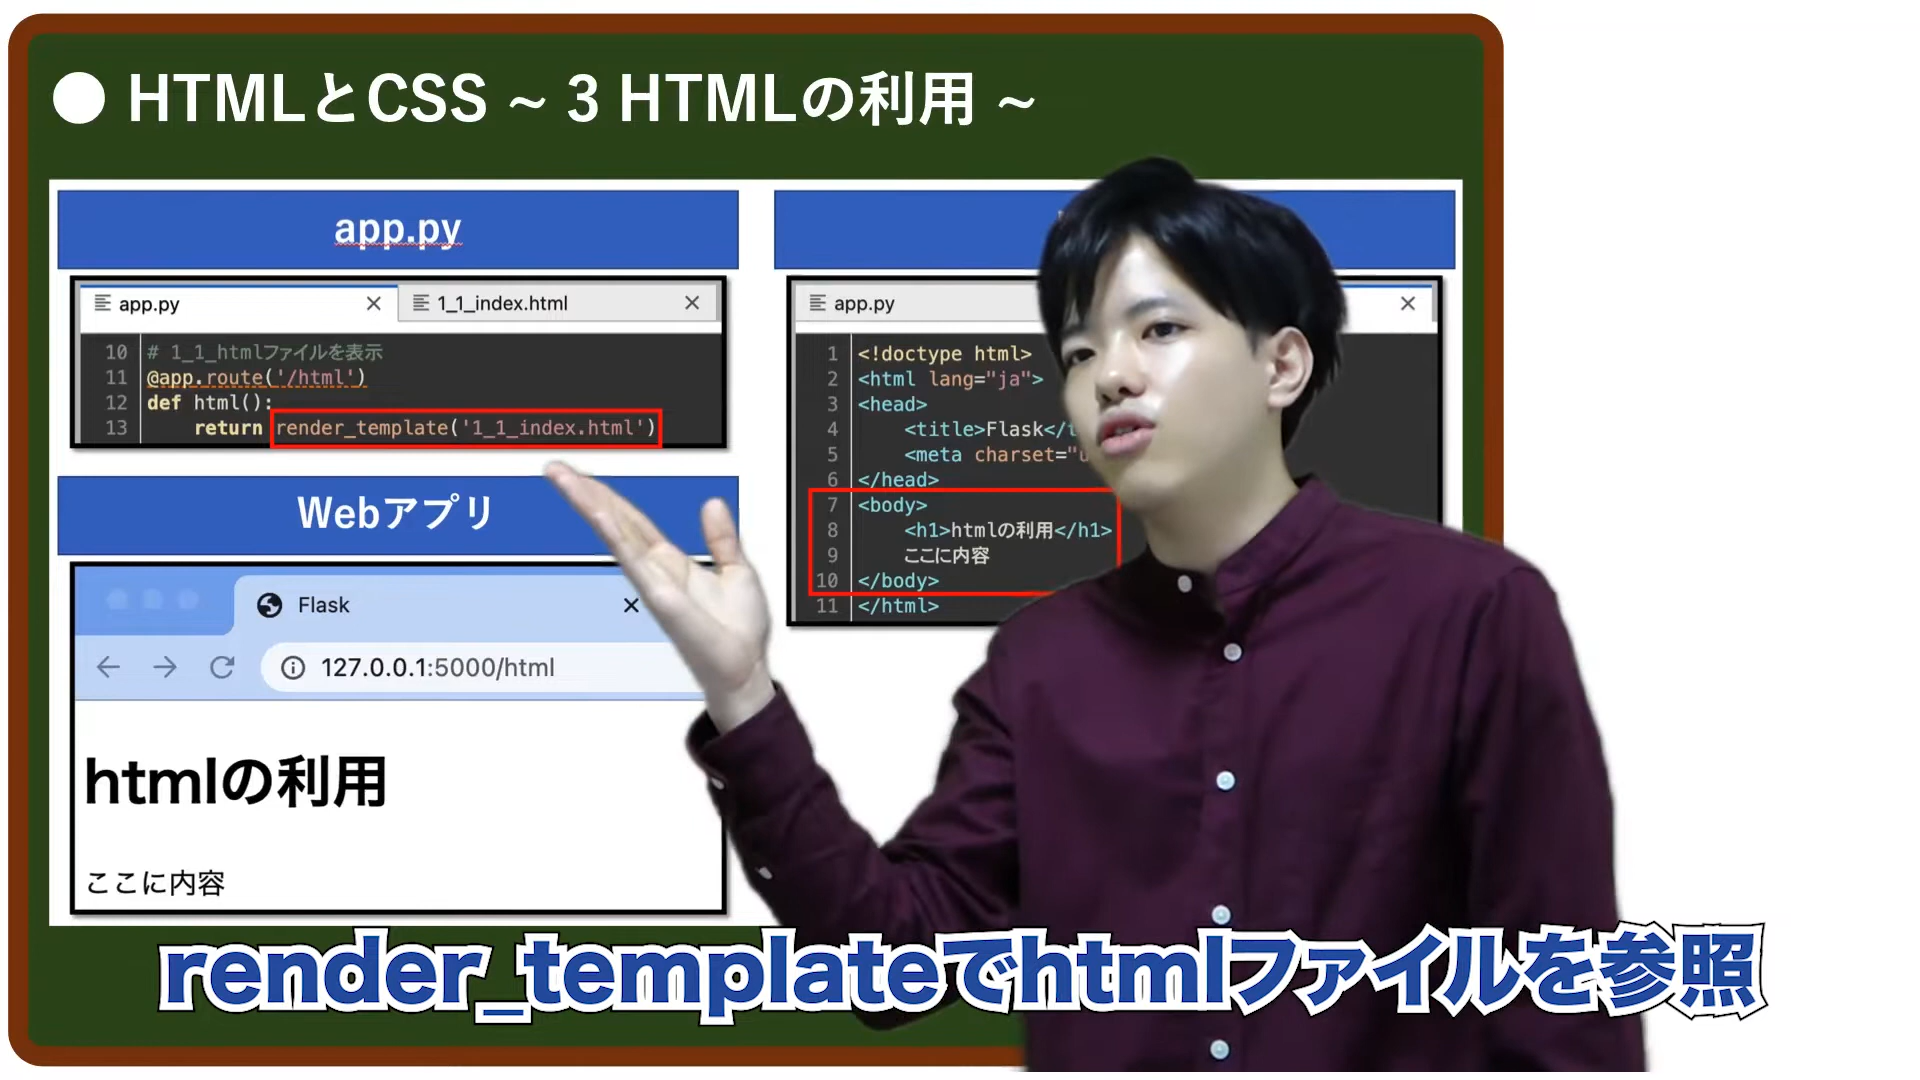 ● HTMLとCSS ~ 3 HTMLの利用 ~
app.py
app.py
1_1_index.html
10 # 1_1_htmlファイルを表示
11 @app.route('/html')
12 def html():
13 return render_template('1_1_index.html')
Webアプリ
Flask
127.0.0.1:5000/html
htmlの利用
ここに内容
app.py
1 <!doctype html>
2 <html lang="ja">
3 <head>
4 <title>Flask</
5 <meta charset="
6 </head>
7 <body>
8 <h1>htmlの利用</h1>
9 ここに内容
10 </body>
11 </html>
render_templateでhtmlファイルを参照